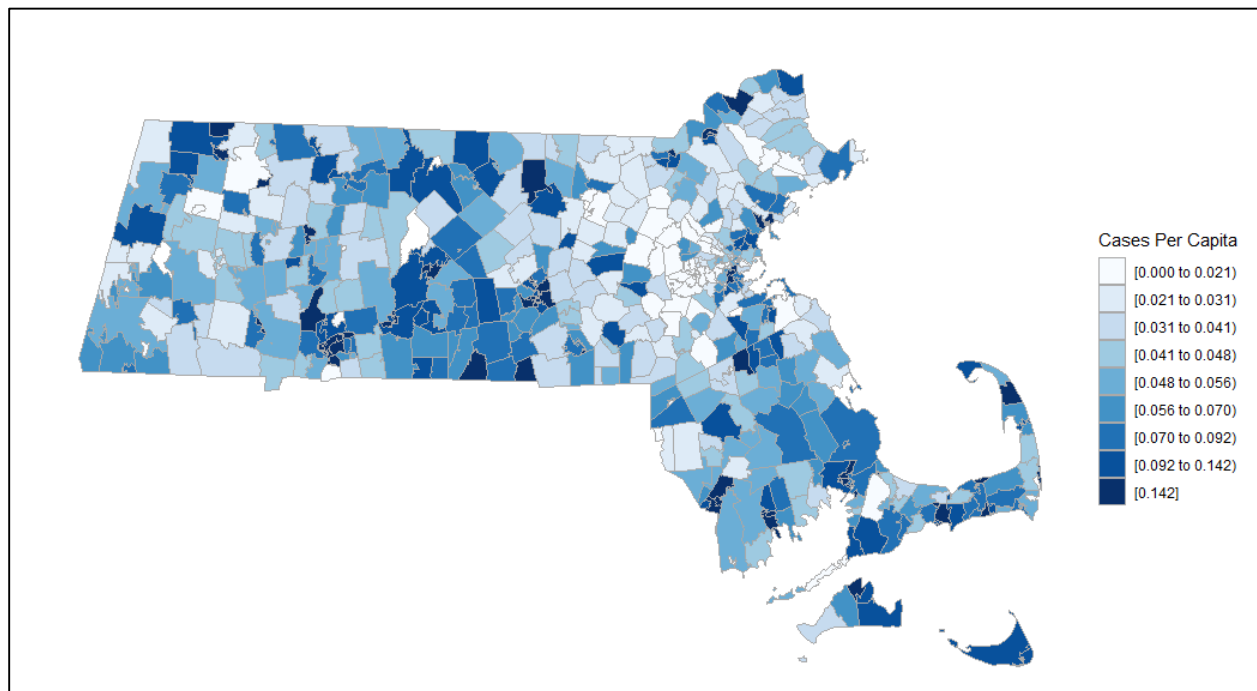 Cases Per Capita
[0.000 to 0.021)
[0.021 to 0.031)
[0.031 to 0.041)
[0.041 to 0.048)
[0.048 to 0.056)
[0.056 to 0.070)
[0.070 to 0.092)
[0.092 to 0.142)
[0.142]